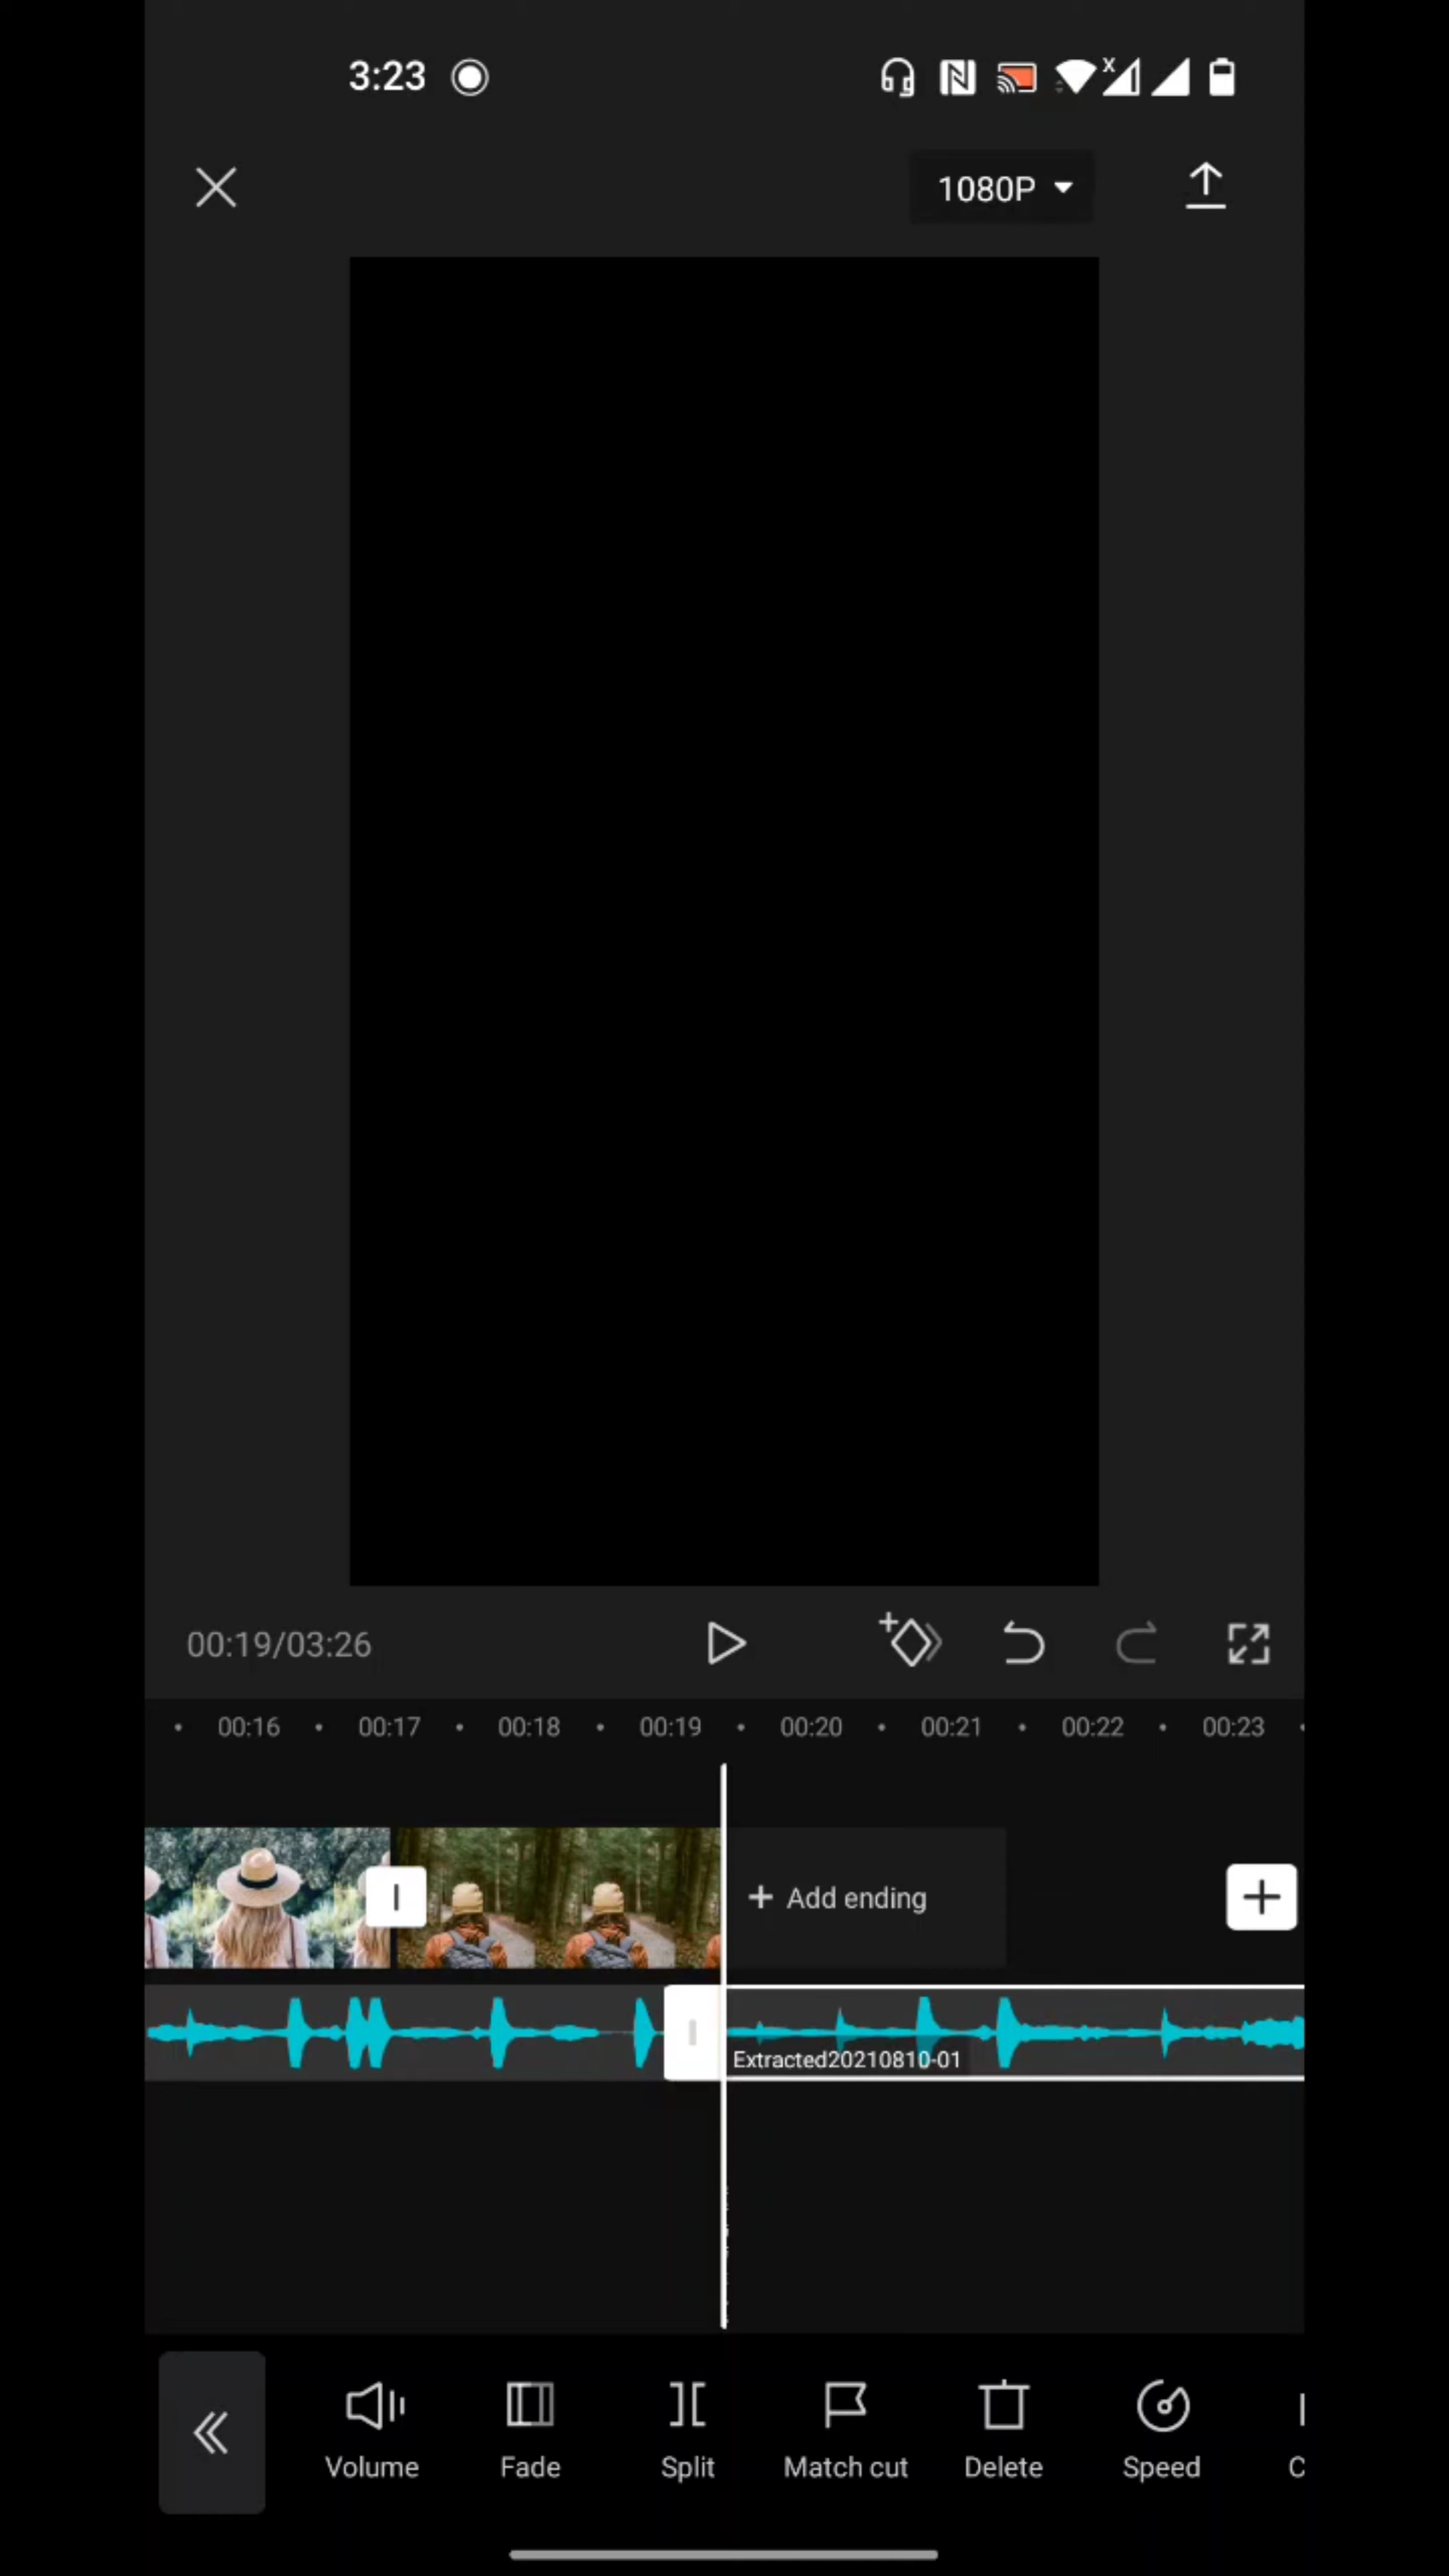 3:23
1080P
00:19/03:26
00:16 00:17 00:18 00:19 00:20 00:21 00:22 00:23
+ Add ending
Extracted20210810-01
Volume Fade Split Match cut Delete Speed C